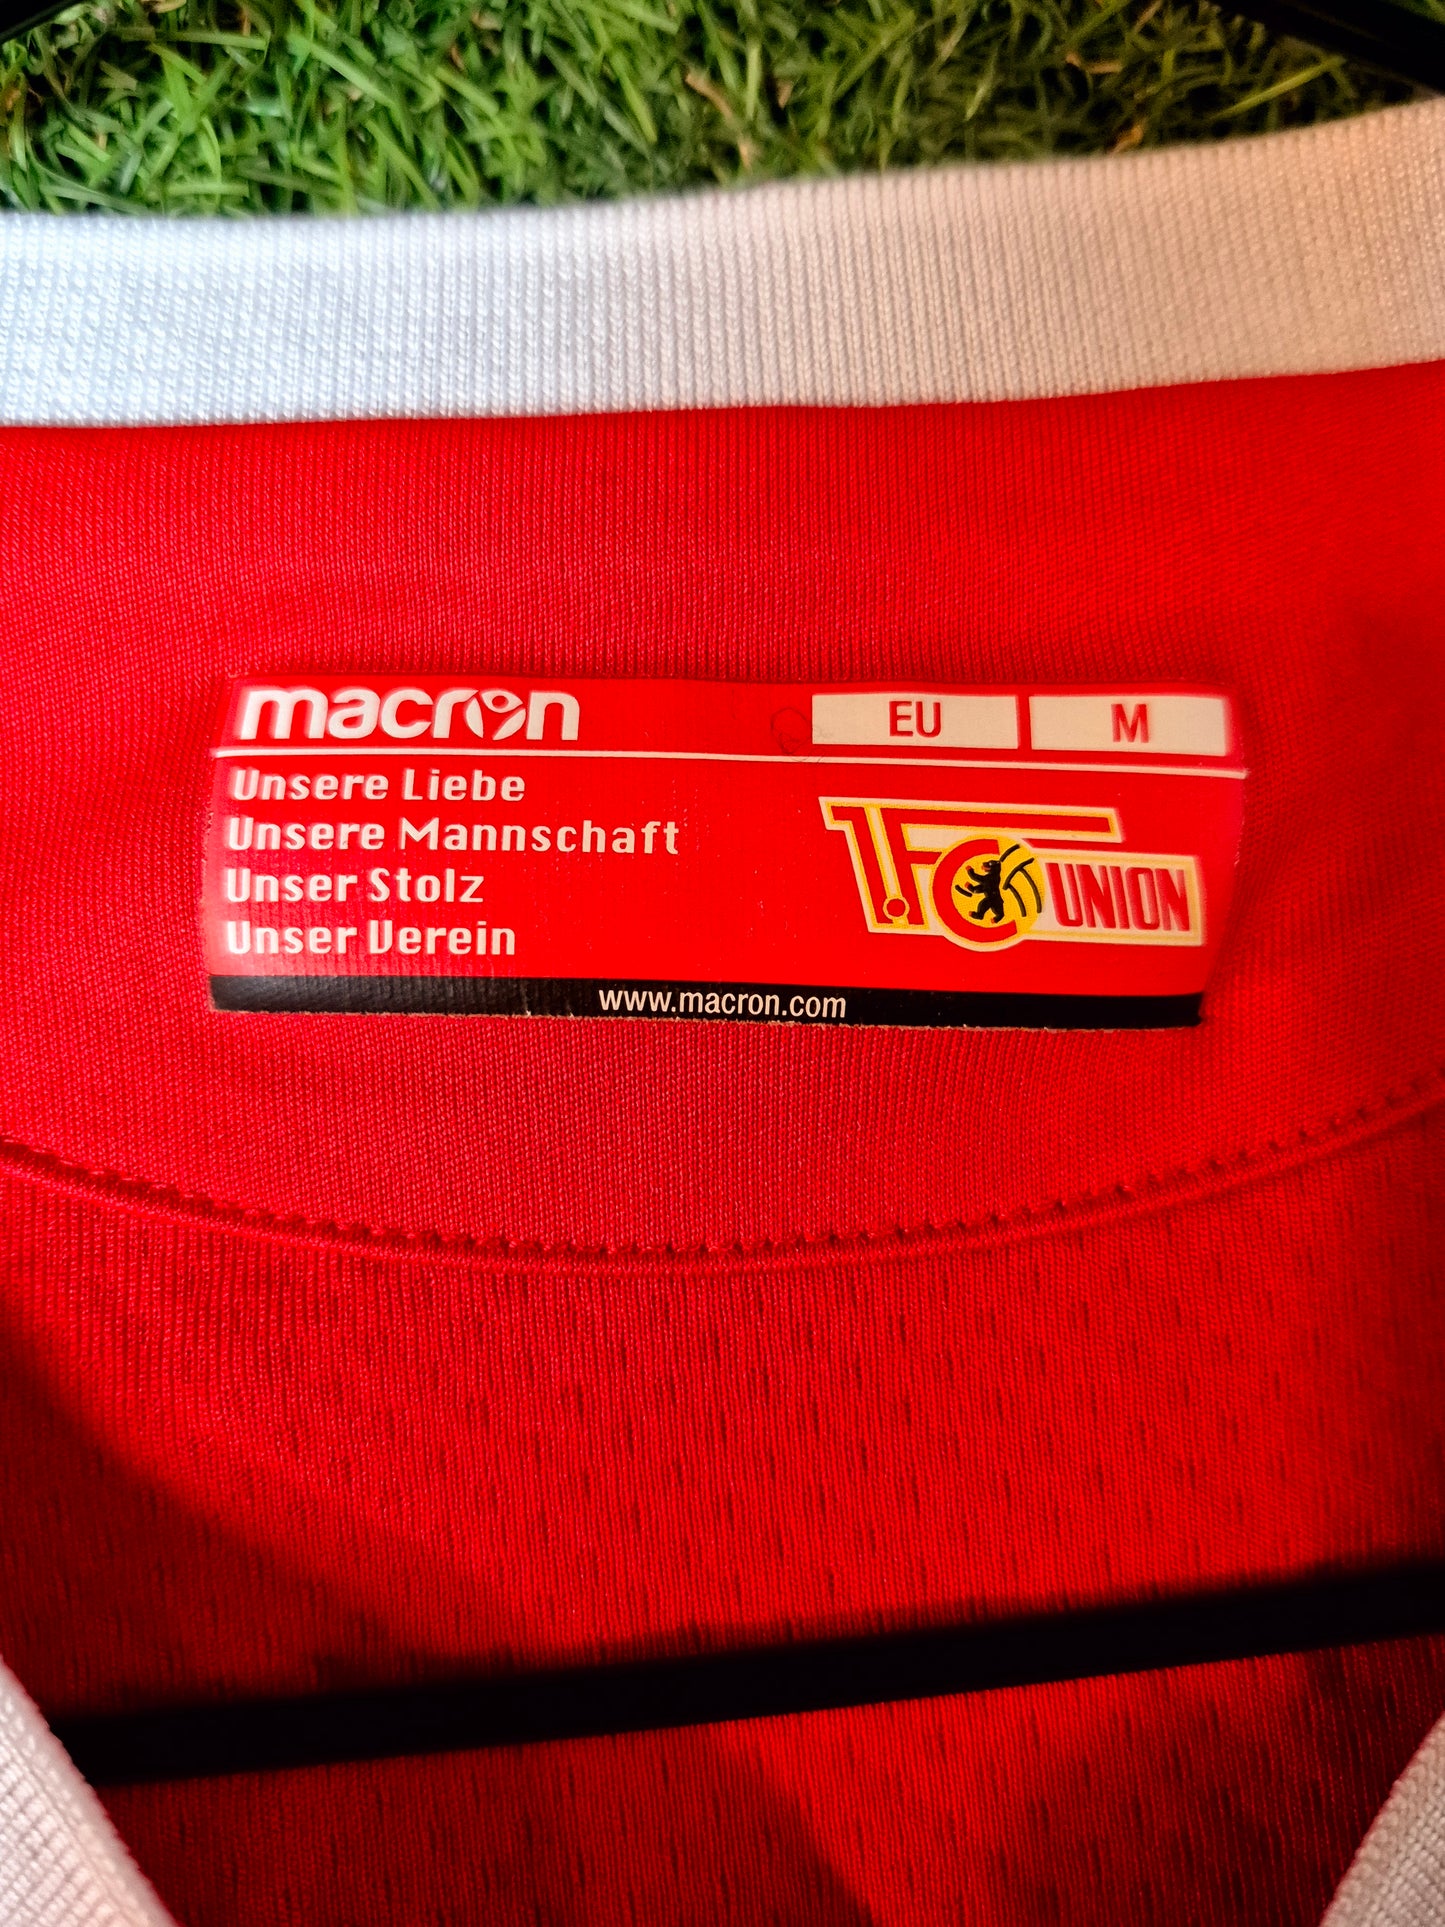 macron EU M
Unsere Liebe
Unsere Mannschaft
Unser Stolz
Unser Verein
1.FC UNION
www.macron.com